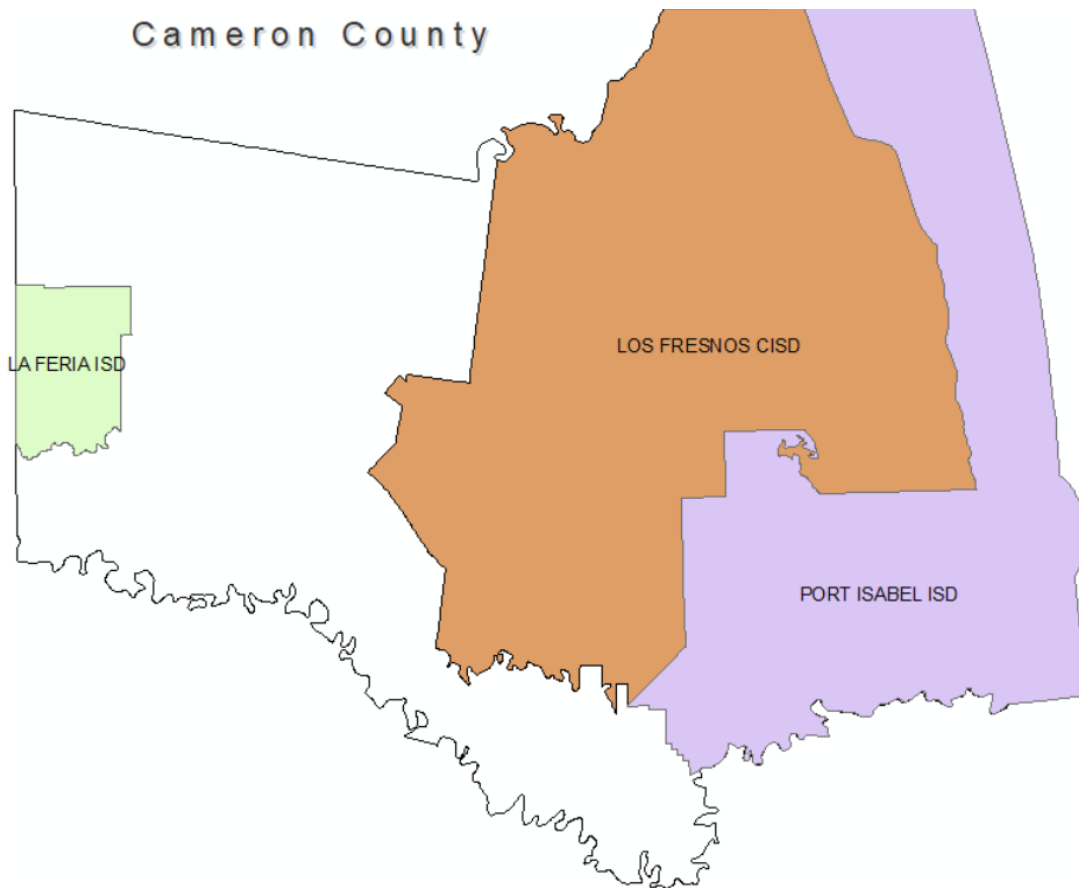 Cameron County
LOS FRESNOS CISD
LA FERIA ISD
PORT ISABEL ISD